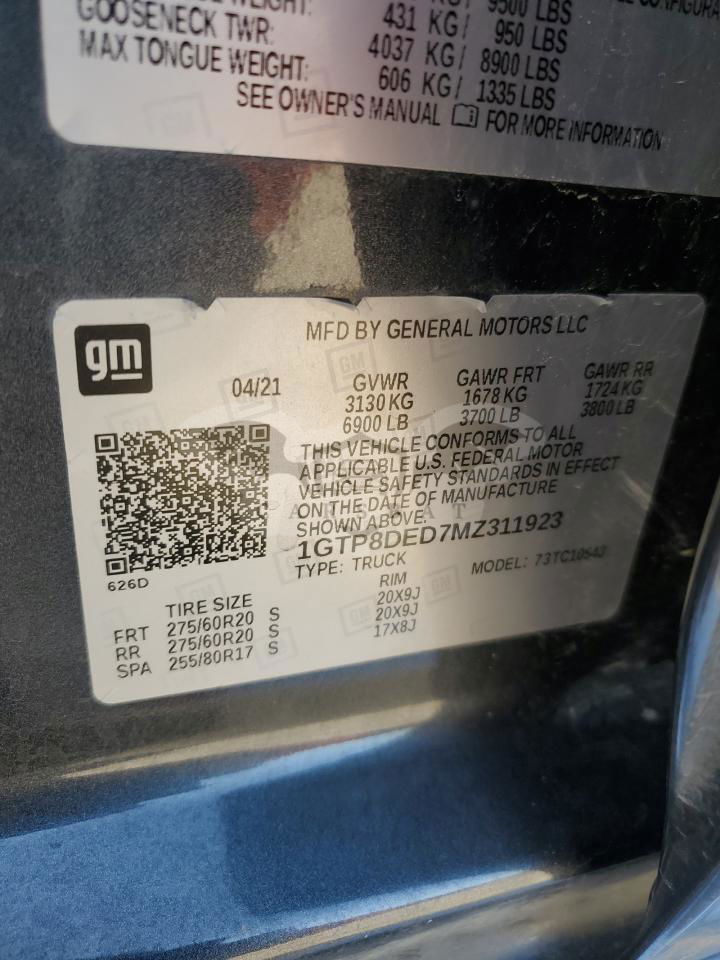 WEIGHT: KG/ 9500 LBS
GOOSENECK TWR: 431 KG/ 950 LBS
MAX TONGUE WEIGHT: 4037 KG/ 8900 LBS
606 KG/ 1335 LBS
SEE OWNER'S MANUAL FOR MORE INFORMATION
gm
MFD BY GENERAL MOTORS LLC
04/21 GVWR GAWR FRT GAWR RR
3130 KG 1678 KG 1724 KG
6900 LB 3700 LB 3800 LB
THIS VEHICLE CONFORMS TO ALL
APPLICABLE U.S. FEDERAL MOTOR
VEHICLE SAFETY STANDARDS IN EFFECT
ON THE DATE OF MANUFACTURE
SHOWN ABOVE.
1GTP8DED7MZ311923
TYPE: TRUCK MODEL: 73TC10543
626D
TIRE SIZE RIM
FRT 275/60R20 S 20X9J
RR 275/60R20 S 20X9J
SPA 255/80R17 S 17X8J